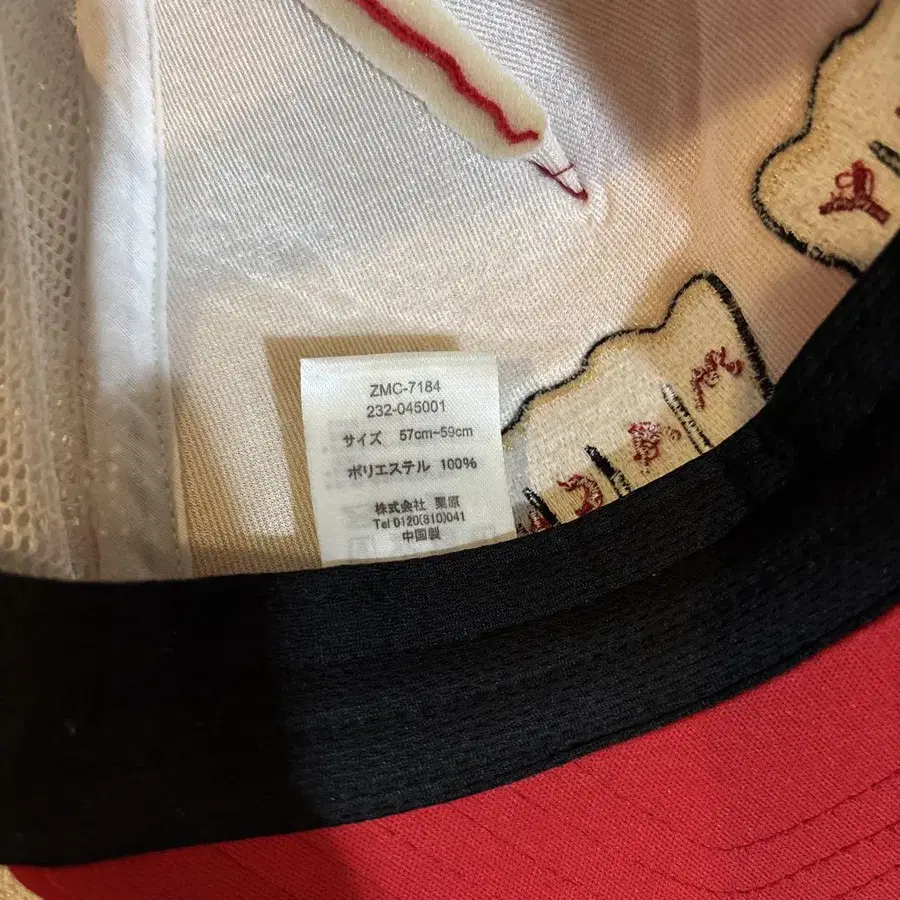 ZMC-7184
232-045001
サイズ 57cm~59cm
ポリエステル 100%
株式会社 栗原
Tel 0120(810)041
中国製